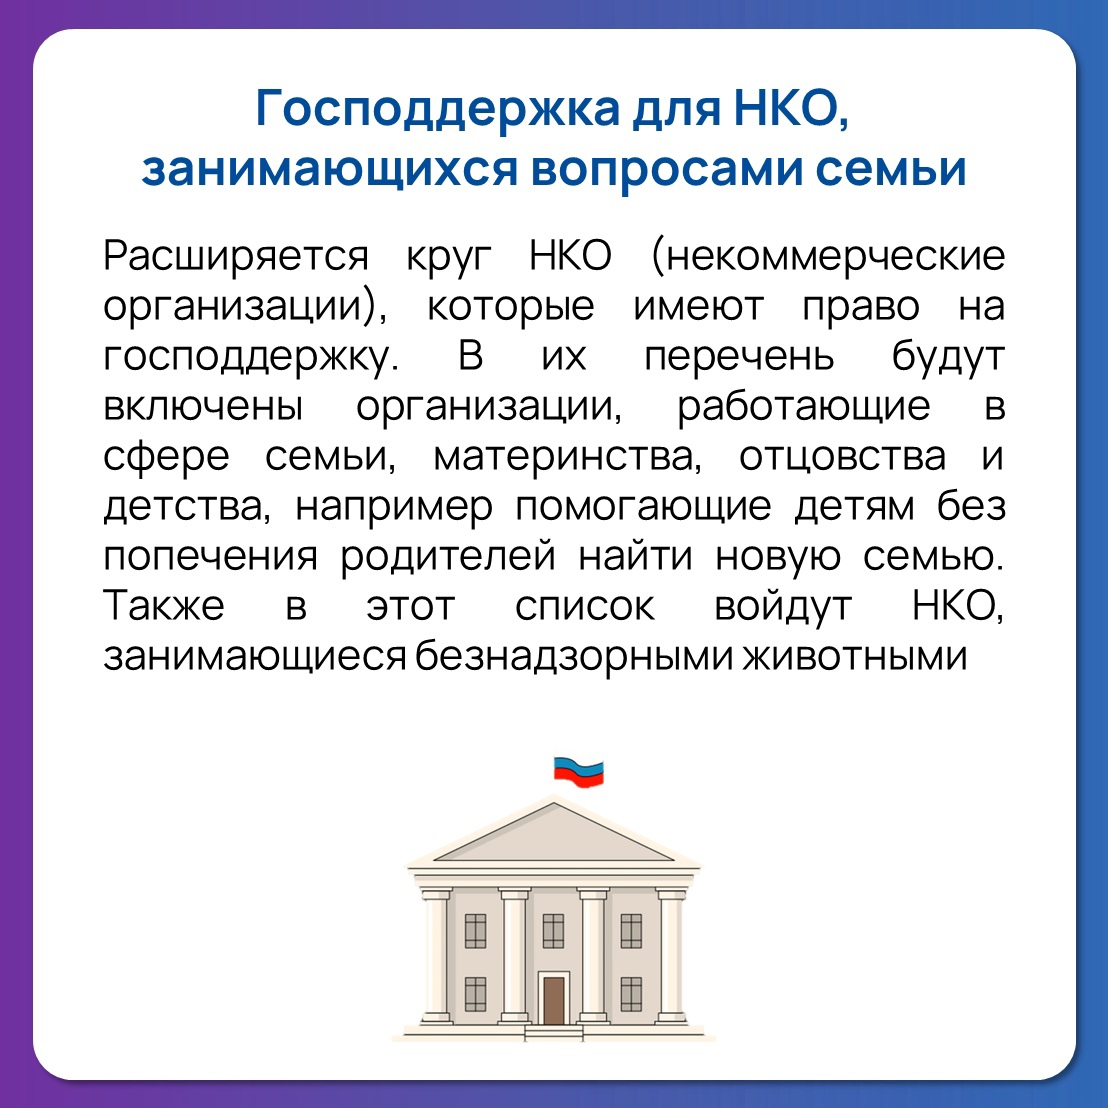 Господдержка для НКО,
занимающихся вопросами семьи
Расширяется круг НКО (некоммерческие
организации), которые имеют право на
господдержку. В их перечень будут
включены организации, работающие в
сфере семьи, материнства, отцовства и
детства, например помогающие детям без
попечения родителей найти новую семью.
Также в этот список войдут НКО,
занимающиеся безнадзорными животными